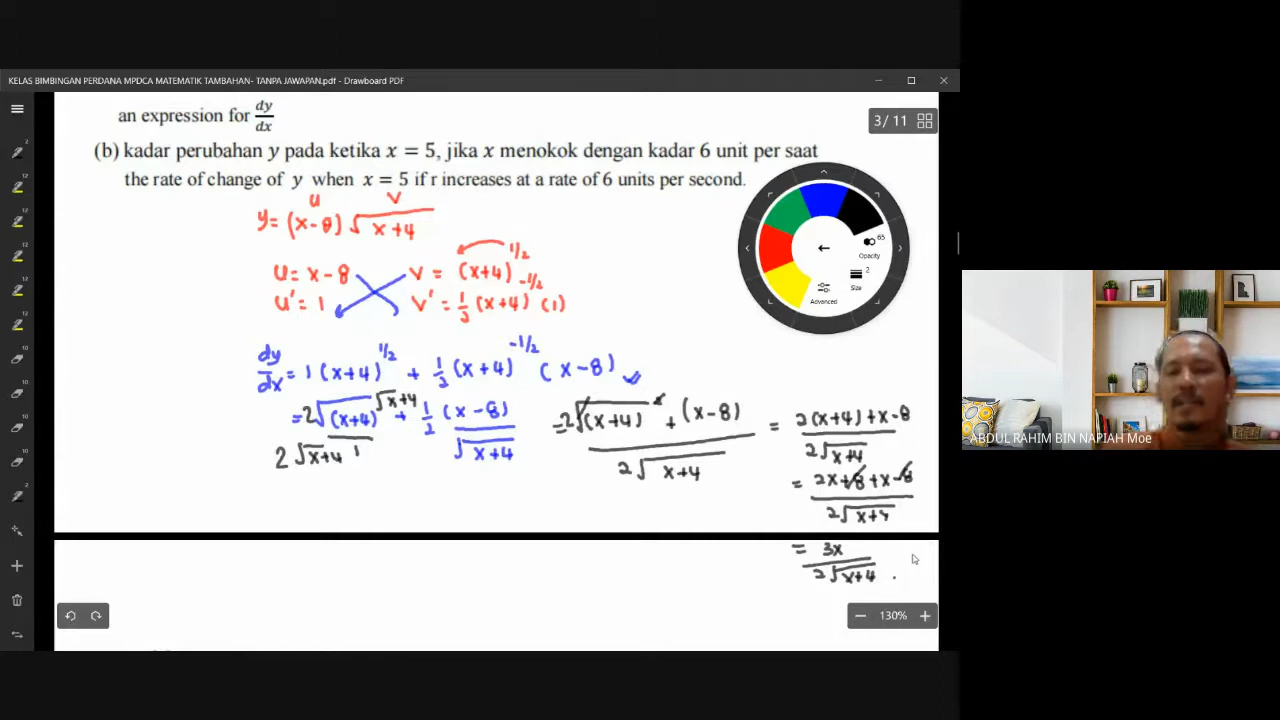 KELAS BIMBINGAN PERDANA MPDCA MATEMATIK TAMBAHAN- TANPA JAWAPAN.pdf - Drawboard PDF
an expression for dy/dx
3 / 11
(b) kadar perubahan y pada ketika x = 5, jika x menokok dengan kadar 6 unit per saat
the rate of change of y when x = 5 if r increases at a rate of 6 units per second.
u v
y = (x-8) √x+4
u = x-8 v = (x+4)^1/2
u' = 1 v' = 1/2 (x+4)^-1/2 (1)
dy/dx = 1(x+4)^1/2 + 1/2 (x+4)^-1/2 (x-8)
= 2√(x+4) √x+4 + 1/2 (x-8)/√x+4
2√x+4 1
= 2√(x+4)² + (x-8) / 2√x+4
= 2(x+4)+x-8 / 2√x+4
= 2x+8+x-8 / 2√x+4
= 3x / 2√x+4 .
65
Opacity
2
Size
Advanced
130%
ABDUL RAHIM BIN NAPIAH Moe